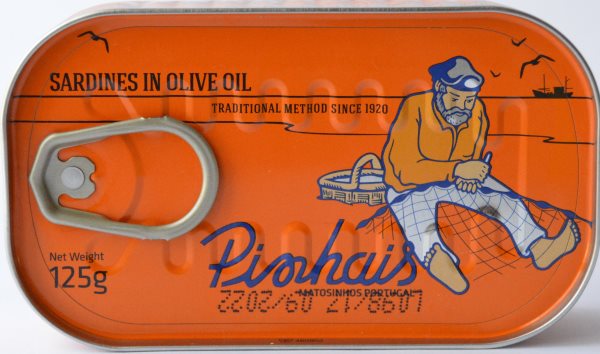 SARDINES IN OLIVE OIL
TRADITIONAL METHOD SINCE 1920
Net Weight
125g
Pinhais
MATOSINHOS PORTUGAL